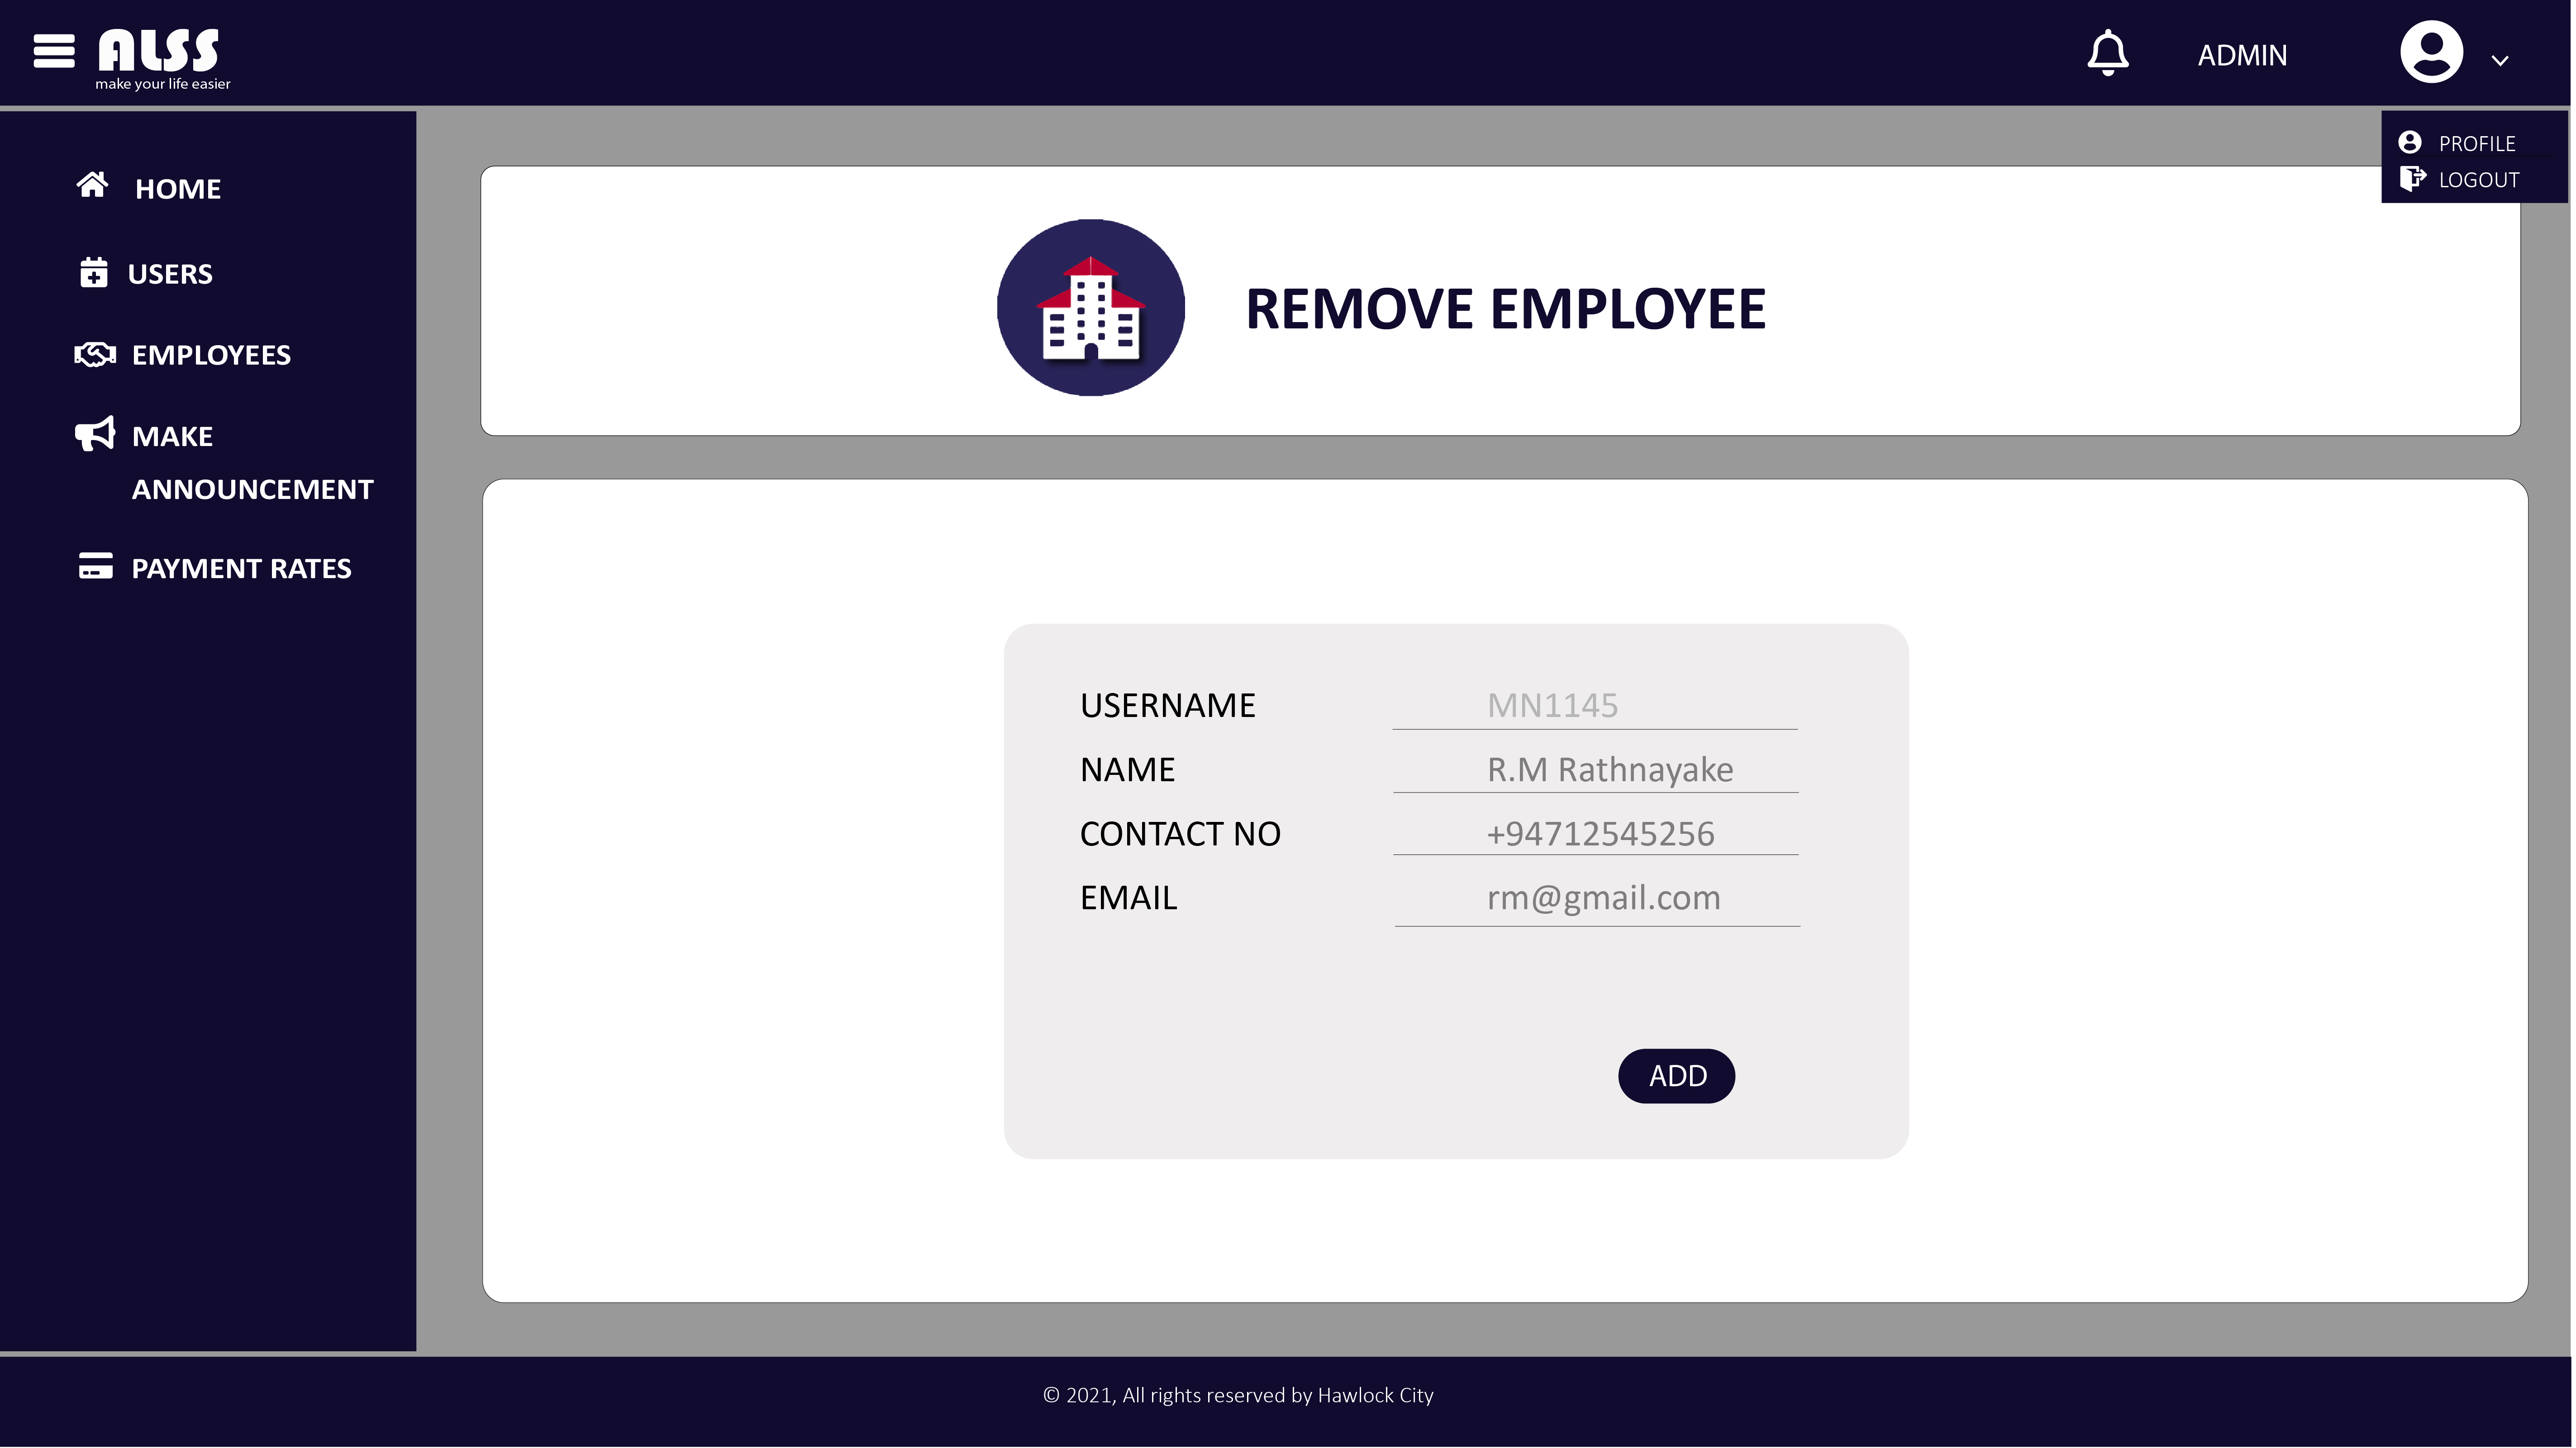 ALSS
make your life easier
ADMIN
PROFILE
LOGOUT
HOME
USERS
EMPLOYEES
MAKE
ANNOUNCEMENT
PAYMENT RATES
REMOVE EMPLOYEE
USERNAME MN1145
NAME R.M Rathnayake
CONTACT NO +94712545256
EMAIL rm@gmail.com
ADD
© 2021, All rights reserved by Hawlock City